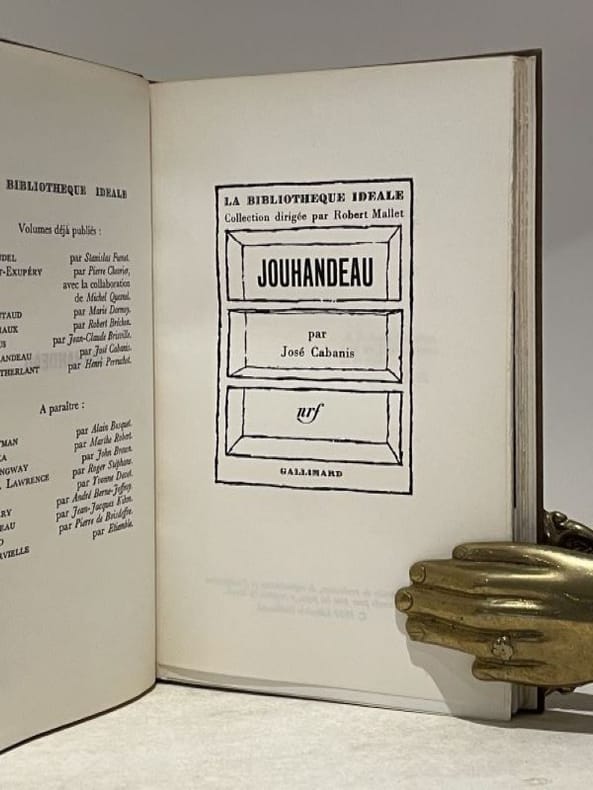 BIBLIOTHEQUE IDEALE
Volumes déjà publiés :
par Stanislas Fumet.
par Pierre Chevrier,
avec la collaboration
de Michel Quesnel.
par Marie Dormoy.
par Robert Bréchon.
par Jean-Claude Brisville.
par José Cabanis.
par Henri Perruchot.
A paraître :
par Alain Bosquet.
par Marthe Robert.
par John Brown.
par Roger Stéphane.
LAWRENCE par Yvonne Davet.
par André Berne-Joffroy.
par Jean-Jacques Kihm.
par Pierre de Boisdeffre.
par Etiemble.
LA BIBLIOTHEQUE IDEALE
Collection dirigée par Robert Mallet
JOUHANDEAU
par
José Cabanis
nrf
GALLIMARD